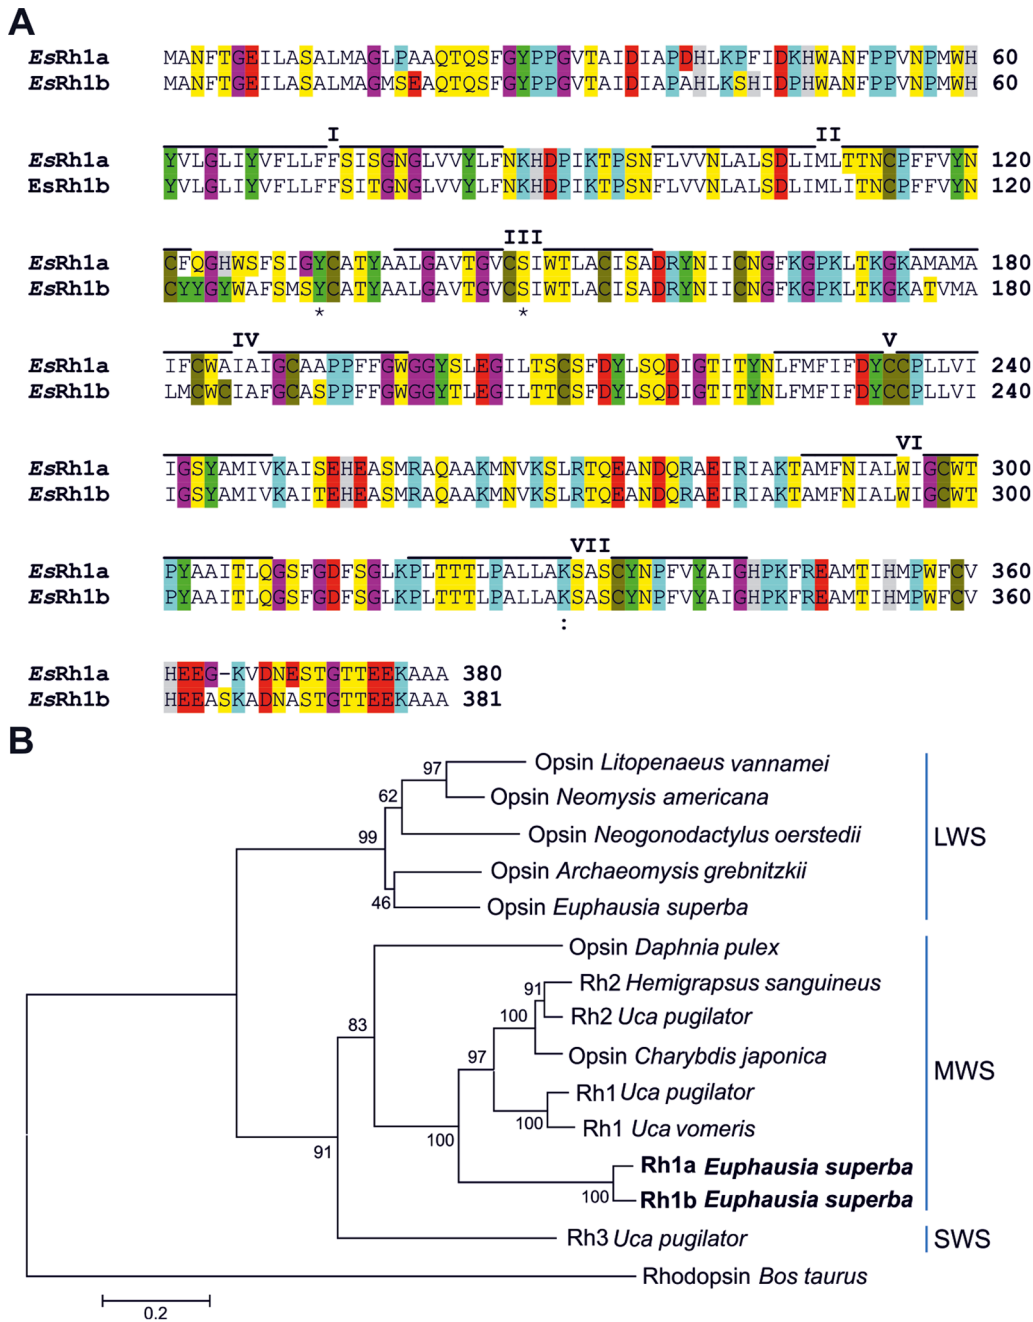 A
EsRh1a MANFTGEILASALMAGLPAAQTQSFGYPPGVTAIDIAPDHLKPFIDKHWANFPPVNPMWH 60
EsRh1b MANFTGEILASALMAGMSEAQTQSFGYPPGVTAIDIAPAHLKSHIDPHWANFPPVNPMWH 60
I II
EsRh1a YVLGLIYVFLLFFSISGNGLVVYLFNKHDPIKTPSNFLVVNLALSDLIMLTTNCPFFVYN 120
EsRh1b YVLGLIYVFLLFFSITGNGLVVYLFNKHDPIKTPSNFLVVNLALSDLIMLITNCPFFVYN 120
III
EsRh1a CFQGHWSFSIGYCATYAALGAVTGVCSIWTLACISADRYNIICNGFKGPKLTKGKAMAMA 180
EsRh1b CYYGYWAFSMSYCATYAALGAVTGVCSIWTLACISADRYNIICNGFKGPKLTKGKATVMA 180
* *
IV V
EsRh1a IFCWAIAIGCAAPPFFGWGGYSLEGILTSCSFDYLSQDIGTITYNLFMFIFDYCCPLLVI 240
EsRh1b LMCWCIAFGCASPPFFGWGGYTLEGILTTCSFDYLSQDIGTITYNLFMFIFDYCCPLLVI 240
VI
EsRh1a IGSYAMIVKAISEHEASMRAQAAKMNVKSLRTQEANDQRAEIRIAKTAMFNIALWIGCWT 300
EsRh1b IGSYAMIVKAITEHEASMRAQAAKMNVKSLRTQEANDQRAEIRIAKTAMFNIALWIGCWT 300
VII
EsRh1a PYAAITLQGSFGDFSGLKPLTTTLPALLAKSASCYNPFVYAIGHPKFREAMTIHMPWFCV 360
EsRh1b PYAAITLQGSFGDFSGLKPLTTTLPALLAKSASCYNPFVYAIGHPKFREAMTIHMPWFCV 360
:
EsRh1a HEEG-KVDNESTGTTEEKAAA 380
EsRh1b HEEASKADNASTGTTEEKAAA 381
B
97 Opsin Litopenaeus vannamei
62 Opsin Neomysis americana
99 Opsin Neogonodactylus oerstedii LWS
Opsin Archaeomysis grebnitzkii
46 Opsin Euphausia superba
Opsin Daphnia pulex
91 Rh2 Hemigrapsus sanguineus
83 100 Rh2 Uca pugilator
97 Opsin Charybdis japonica
MWS
Rh1 Uca pugilator
100 100 Rh1 Uca vomeris
91 Rh1a Euphausia superba
100 Rh1b Euphausia superba
Rh3 Uca pugilator SWS
Rhodopsin Bos taurus
0.2